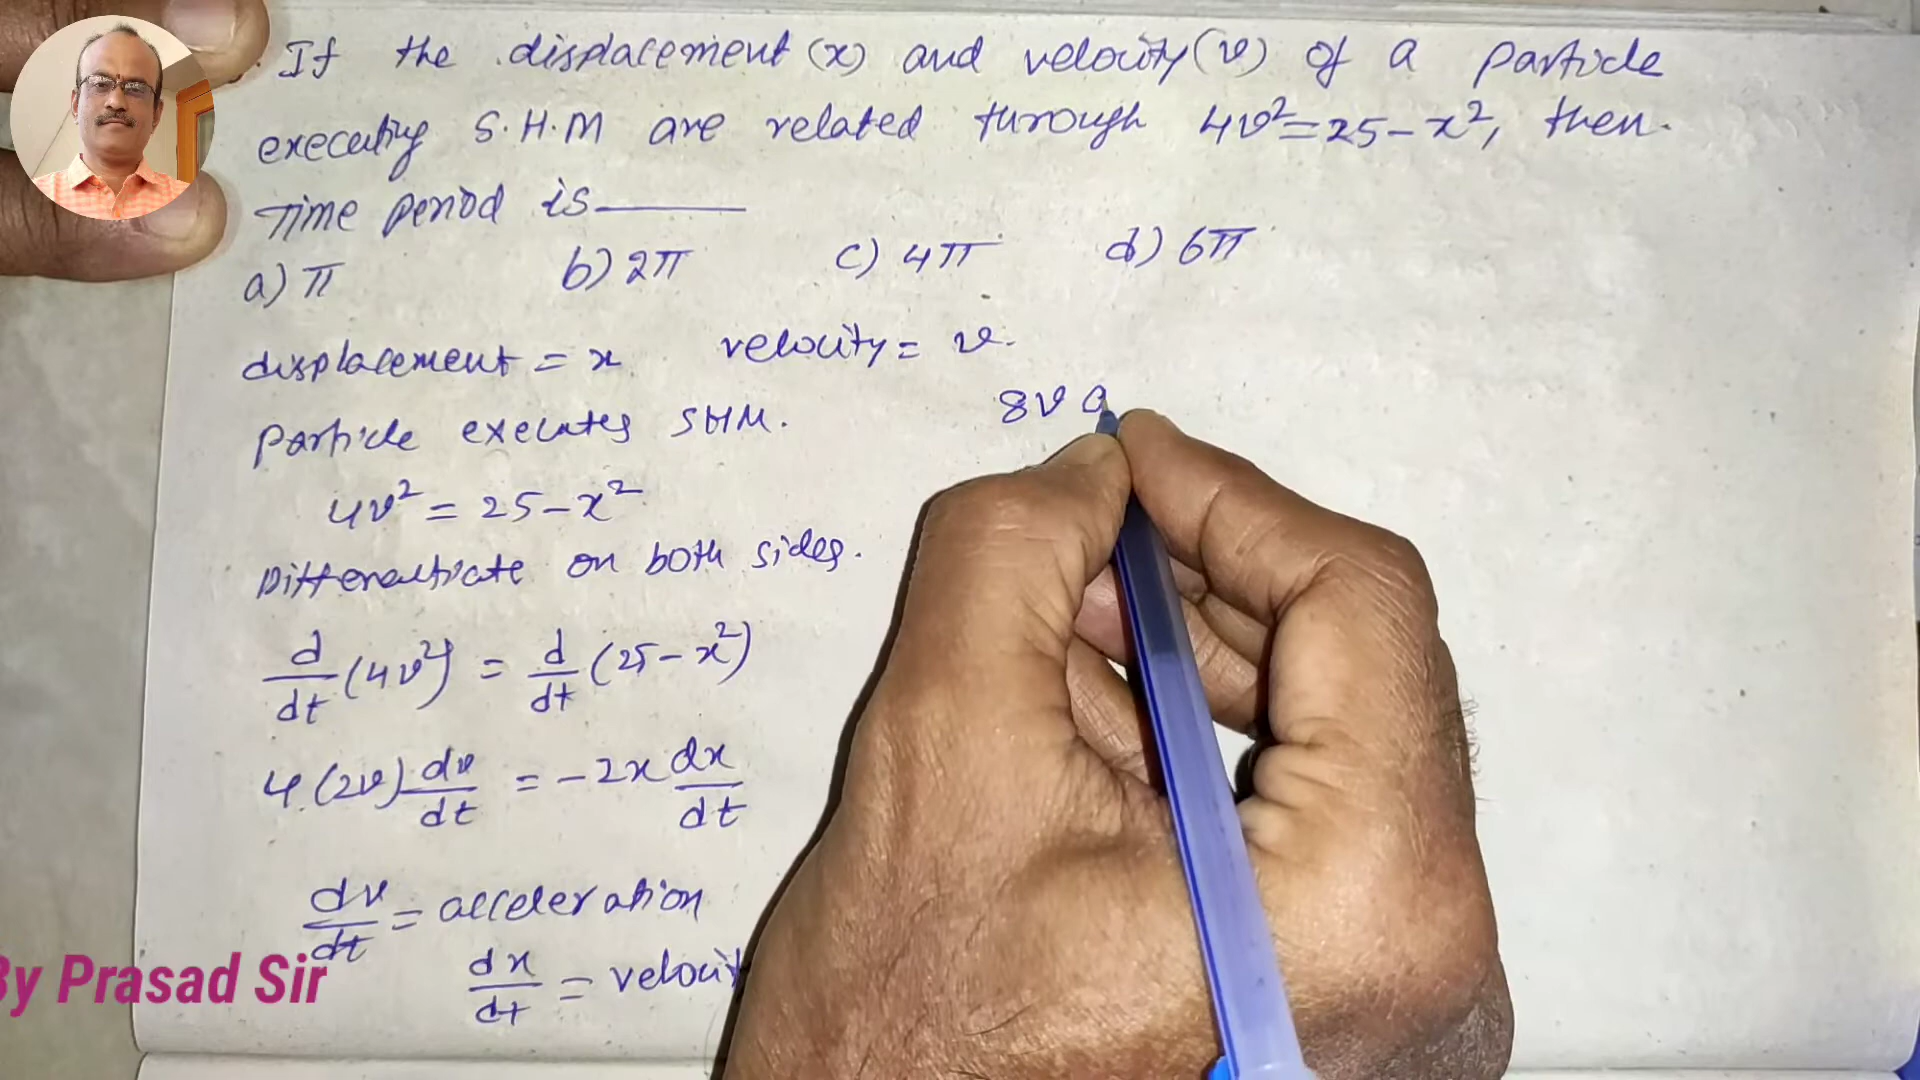 If the displacement (x) and velocity (v) of a particle
executing S.H.M are related through 4v²=25-x², then.
Time period is______
a) π b) 2π c) 4π d) 6π
displacement = x velocity = v.
Particle executes SHM.
8v a
4v² = 25-x²
Differentiate on both sides.
d/dt (4v²) = d/dt (25-x²)
4(2v) dv/dt = -2x dx/dt
dv/dt = acceleration
dx/dt = velocit
By Prasad Sir